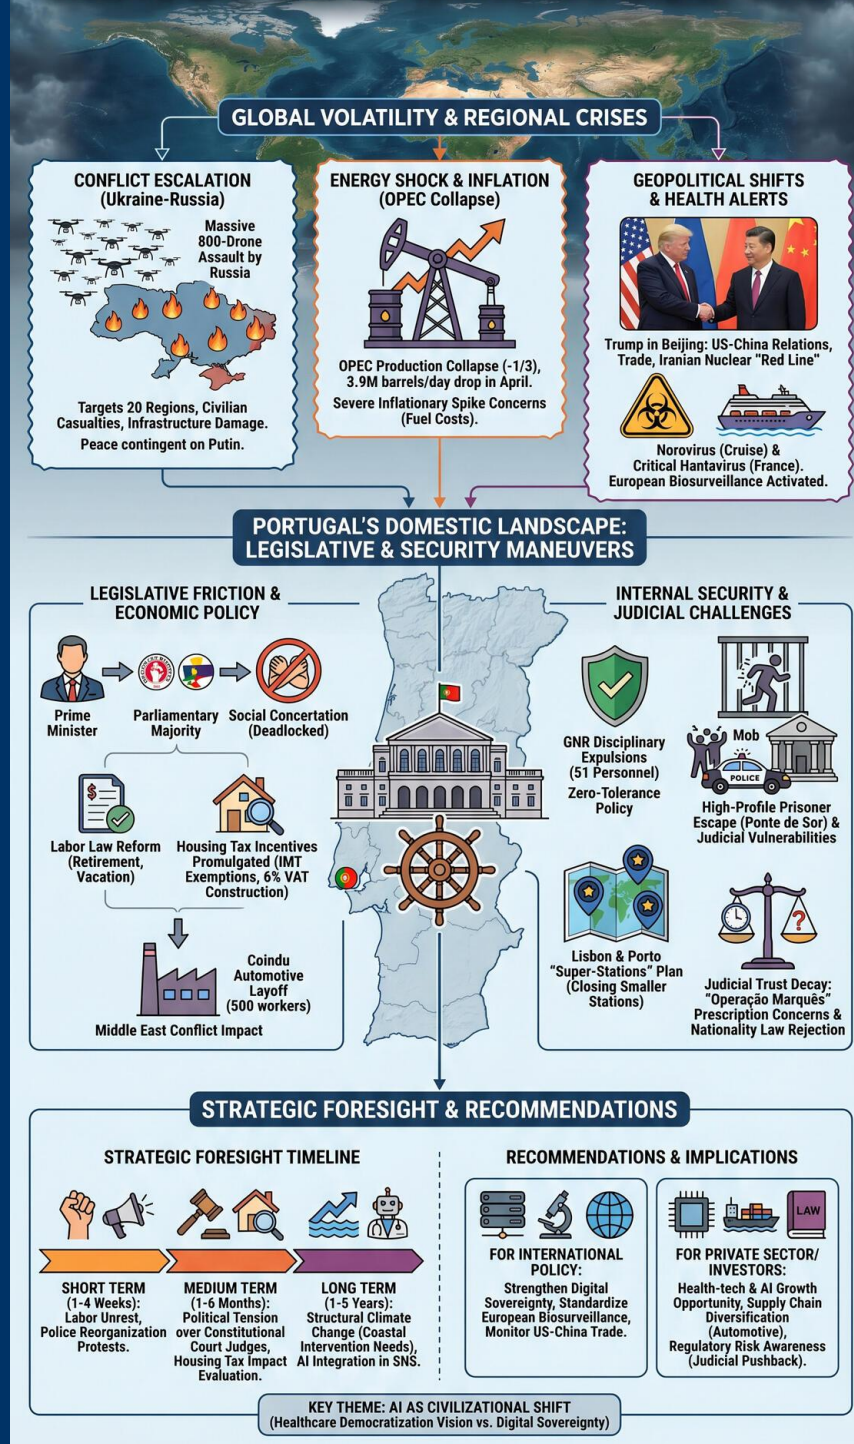 GLOBAL VOLATILITY & REGIONAL CRISES
CONFLICT ESCALATION
(Ukraine-Russia)
Massive
800-Drone
Assault by
Russia
Targets 20 Regions, Civilian
Casualties, Infrastructure Damage.
Peace contingent on Putin.
ENERGY SHOCK & INFLATION
(OPEC Collapse)
OPEC Production Collapse (-1/3),
3.9M barrels/day drop in April.
Severe Inflationary Spike Concerns
(Fuel Costs).
GEOPOLITICAL SHIFTS
& HEALTH ALERTS
Trump in Beijing: US-China Relations,
Trade, Iranian Nuclear "Red Line"
Norovirus (Cruise) &
Critical Hantavirus (France).
European Biosurveillance Activated.
PORTUGAL'S DOMESTIC LANDSCAPE:
LEGISLATIVE & SECURITY MANEUVERS
LEGISLATIVE FRICTION &
ECONOMIC POLICY
Prime
Minister
Parliamentary
Majority
Social Concertation
(Deadlocked)
Labor Law Reform
(Retirement,
Vacation)
Housing Tax Incentives
Promulgated (IMT
Exemptions, 6% VAT
Construction)
Coindu
Automotive
Layoff
(500 workers)
Middle East Conflict Impact
INTERNAL SECURITY &
JUDICIAL CHALLENGES
GNR Disciplinary
Expulsions
(51 Personnel)
Zero-Tolerance
Policy
Mob
POLICE
High-Profile Prisoner
Escape (Ponte de Sor) &
Judicial Vulnerabilities
Lisbon & Porto
"Super-Stations" Plan
(Closing Smaller
Stations)
?
Judicial Trust Decay:
"Operação Marquês"
Prescription Concerns &
Nationality Law Rejection
STRATEGIC FORESIGHT & RECOMMENDATIONS
STRATEGIC FORESIGHT TIMELINE
SHORT TERM
(1-4 Weeks):
Labor Unrest,
Police Reorganization
Protests.
MEDIUM TERM
(1-6 Months):
Political Tension
over Constitutional
Court Judges,
Housing Tax Impact
Evaluation.
LONG TERM
(1-5 Years):
Structural Climate
Change (Coastal
Intervention Needs),
AI Integration in SNS.
RECOMMENDATIONS & IMPLICATIONS
FOR INTERNATIONAL
POLICY:
Strengthen Digital
Sovereignty, Standardize
European Biosurveillance,
Monitor US-China Trade.
LAW
FOR PRIVATE SECTOR/
INVESTORS:
Health-tech & AI Growth
Opportunity, Supply Chain
Diversification
(Automotive),
Regulatory Risk Awareness
(Judicial Pushback).
KEY THEME: AI AS CIVILIZATIONAL SHIFT
(Healthcare Democratization Vision vs. Digital Sovereignty)